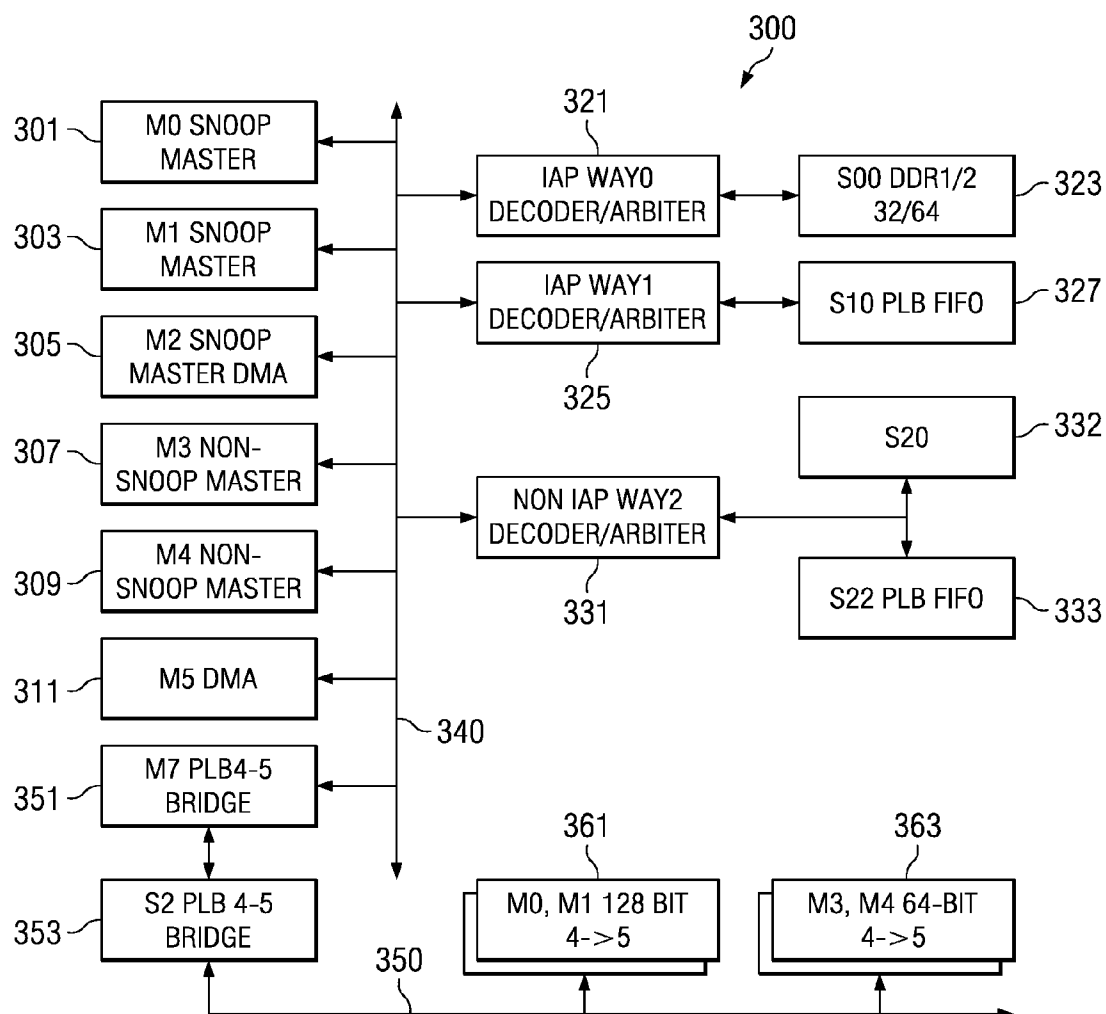 300
301
M0 SNOOP
MASTER
321
IAP WAY0
DECODER/ARBITER
S00 DDR1/2
32/64
323
303
M1 SNOOP
MASTER
IAP WAY1
DECODER/ARBITER
325
S10 PLB FIFO
327
305
M2 SNOOP
MASTER DMA
S20
332
307
M3 NON-
SNOOP MASTER
NON IAP WAY2
DECODER/ARBITER
331
309
M4 NON-
SNOOP MASTER
S22 PLB FIFO
333
311
M5 DMA
340
351
M7 PLB4-5
BRIDGE
353
S2 PLB 4-5
BRIDGE
350
361
M0, M1 128 BIT
4->5
363
M3, M4 64-BIT
4->5